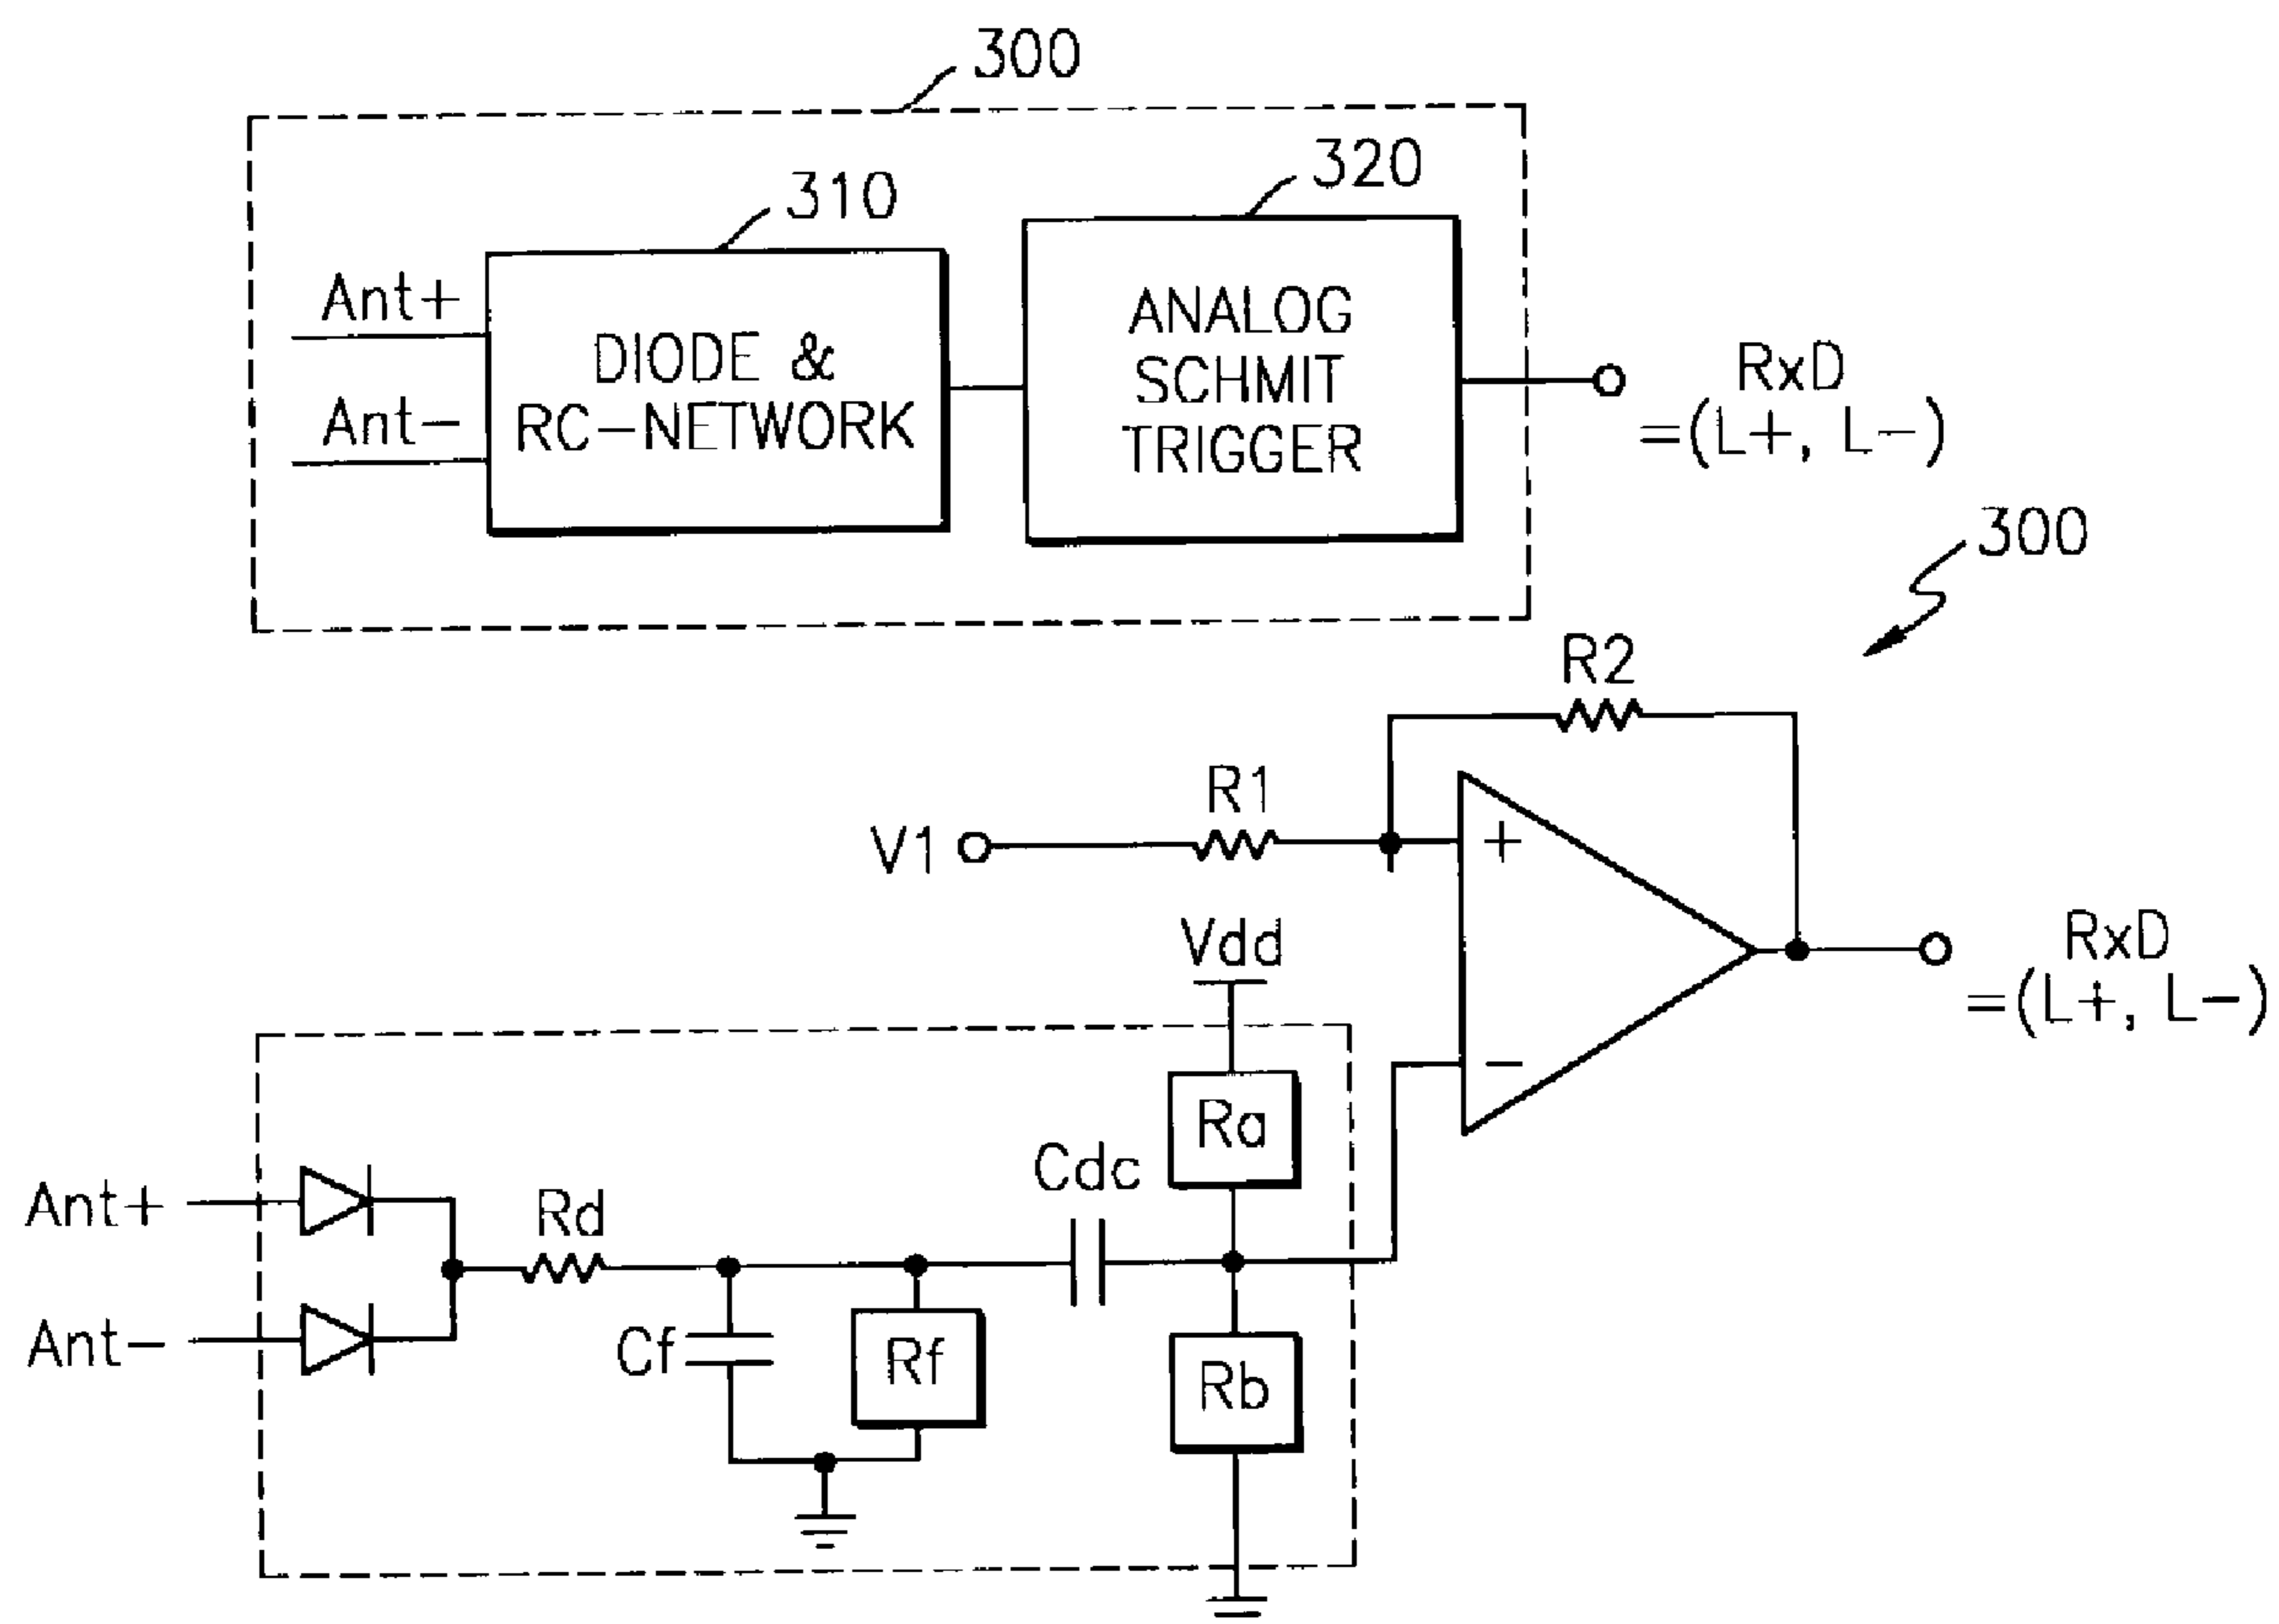 300
310
320
Ant+
Ant-
DIODE &
RC-NETWORK
ANALOG
SCHMIT
TRIGGER
RxD
=(L+, L-)
300
R2
R1
V1
+
-
Vdd
RxD
=(L+, L-)
Ra
Cdc
Ant+
Rd
Ant-
Cf
Rf
Rb